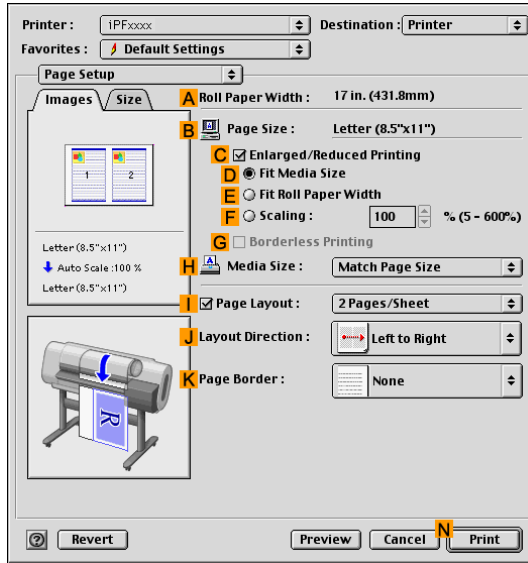 Printer : iPFxxxx Destination : Printer
Favorites : Default Settings
Page Setup
Images Size
A Roll Paper Width : 17 in. (431.8mm)
B Page Size : Letter (8.5"x11")
C Enlarged/Reduced Printing
D Fit Media Size
E Fit Roll Paper Width
F Scaling : 100 % (5 - 600%)
G Borderless Printing
H Media Size : Match Page Size
1 2
Letter (8.5"x11")
Auto Scale :100 %
Letter (8.5"x11")
I Page Layout : 2 Pages/Sheet
J Layout Direction : Left to Right
K Page Border : None
R
? Revert Preview Cancel N Print